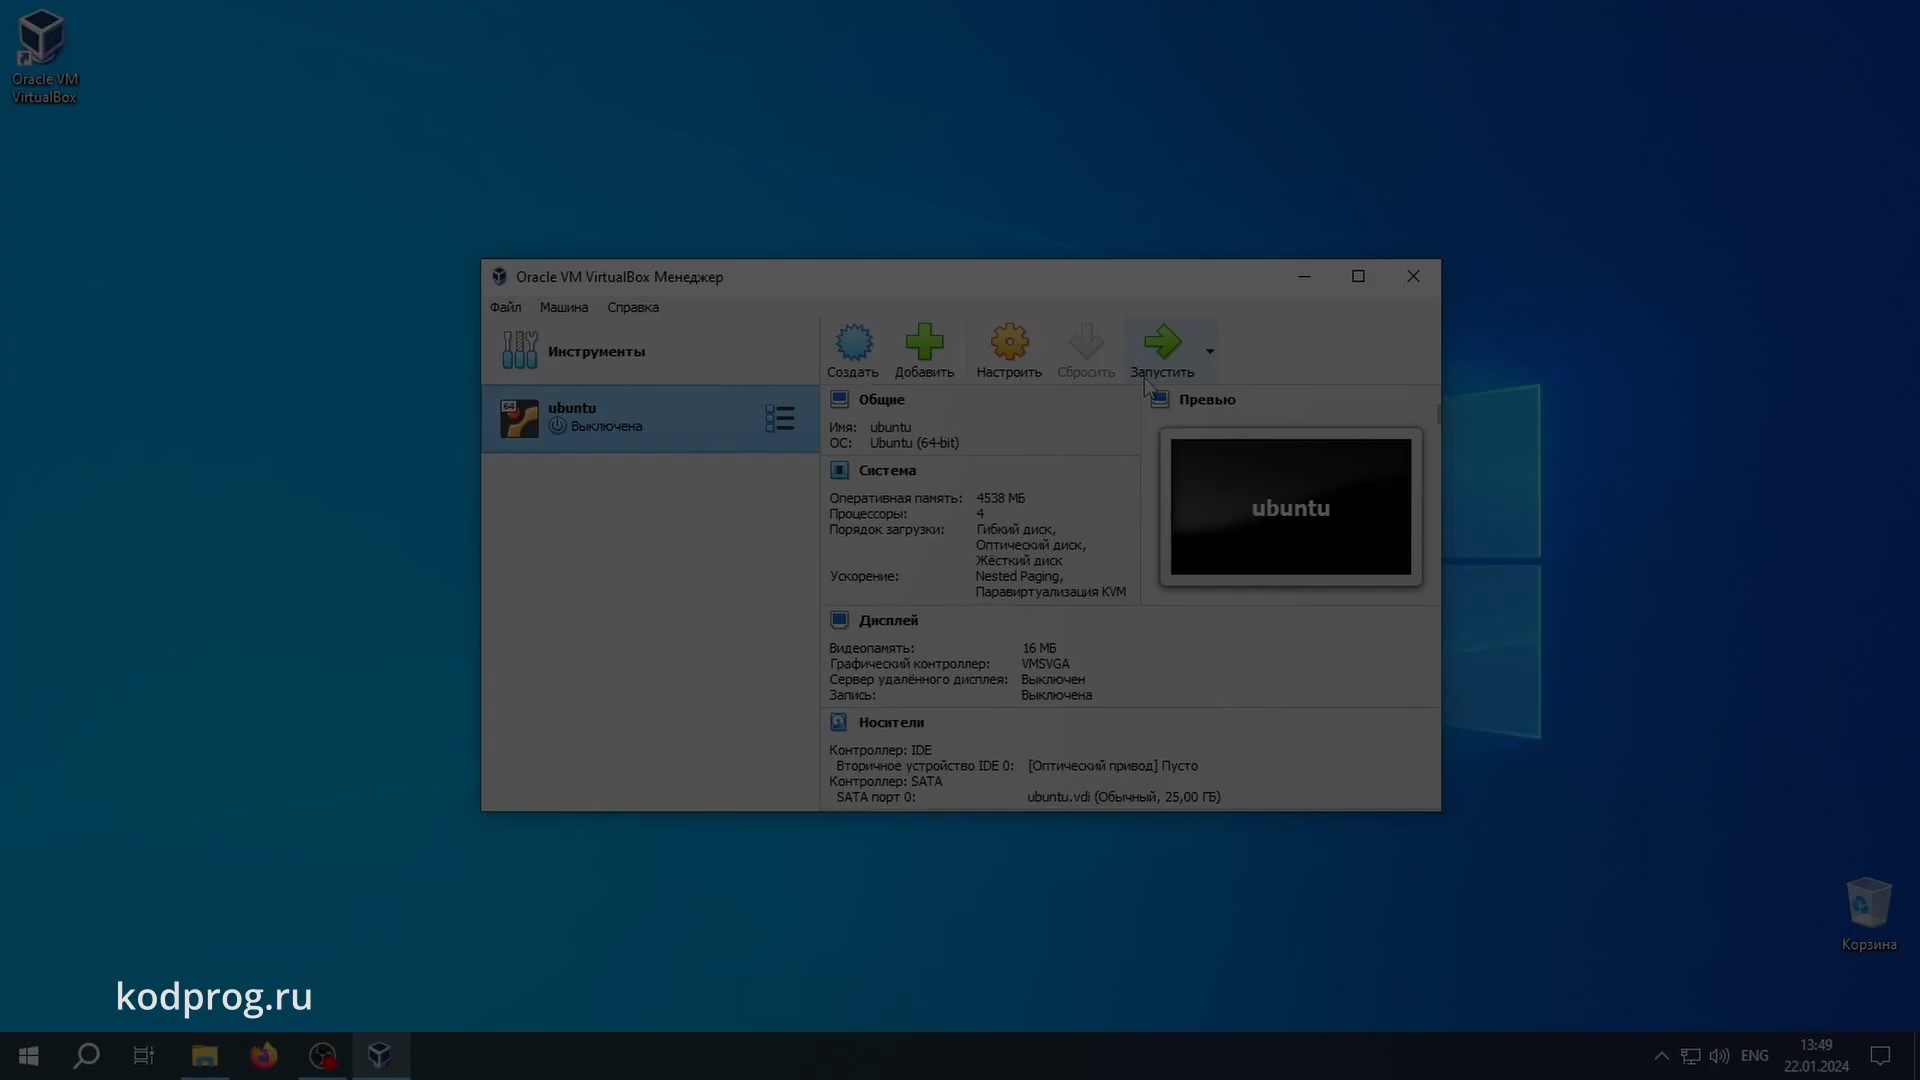 Oracle VM
VirtualBox
Oracle VM VirtualBox Менеджер
Файл Машина Справка
Инструменты
Создать Добавить Настроить Сбросить Запустить
64
ubuntu
Выключена
Общие
Имя: ubuntu
ОС: Ubuntu (64-bit)
Система
Оперативная память: 4538 МБ
Процессоры: 4
Порядок загрузки: Гибкий диск,
Оптический диск,
Жёсткий диск
Ускорение: Nested Paging,
Паравиртуализация KVM
Превью
ubuntu
Дисплей
Видеопамять: 16 МБ
Графический контроллер: VMSVGA
Сервер удалённого дисплея: Выключен
Запись: Выключена
Носители
Контроллер: IDE
Вторичное устройство IDE 0: [Оптический привод] Пусто
Контроллер: SATA
SATA порт 0: ubuntu.vdi (Обычный, 25,00 ГБ)
Корзина
kodprog.ru
ENG
13:49
22.01.2024